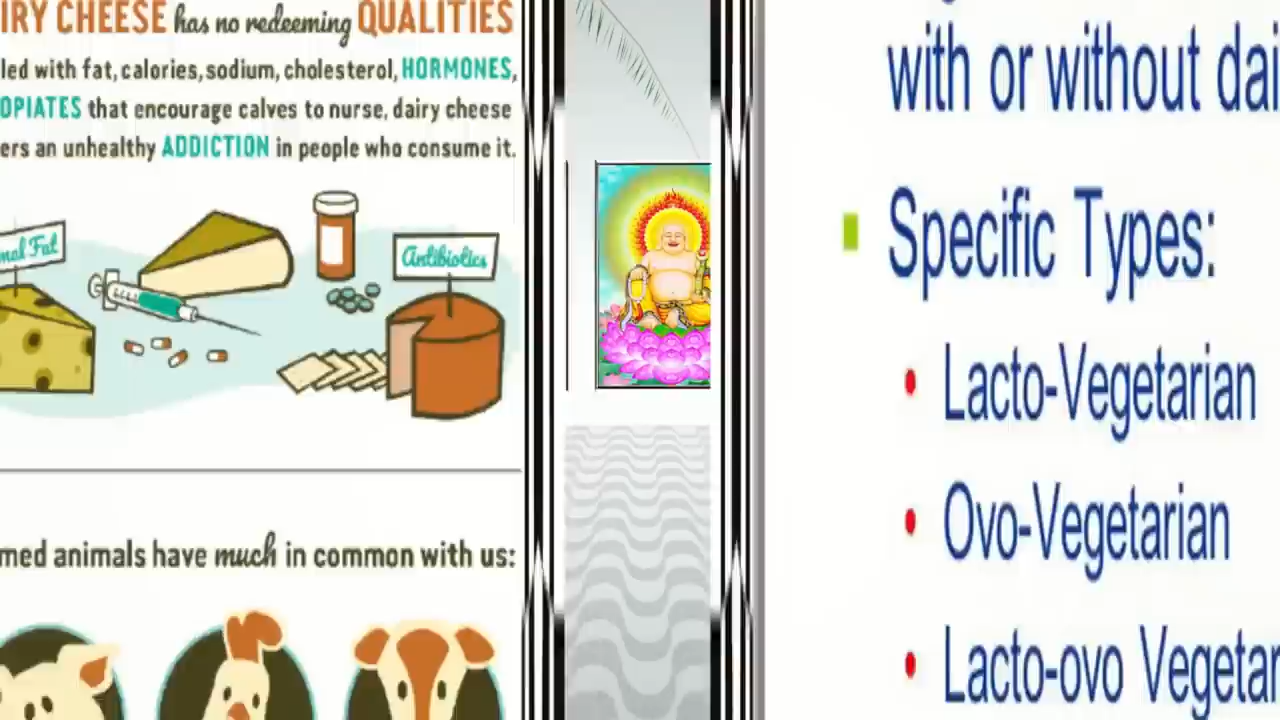 IRY CHEESE has no redeeming QUALITIES
led with fat, calories, sodium, cholesterol, HORMONES,
OPIATES that encourage calves to nurse, dairy cheese
ers an unhealthy ADDICTION in people who consume it.
mal Fat
Antibiotics
med animals have much in common with us:
with or without dai
Specific Types:
Lacto-Vegetarian
Ovo-Vegetarian
Lacto-ovo Vegetar